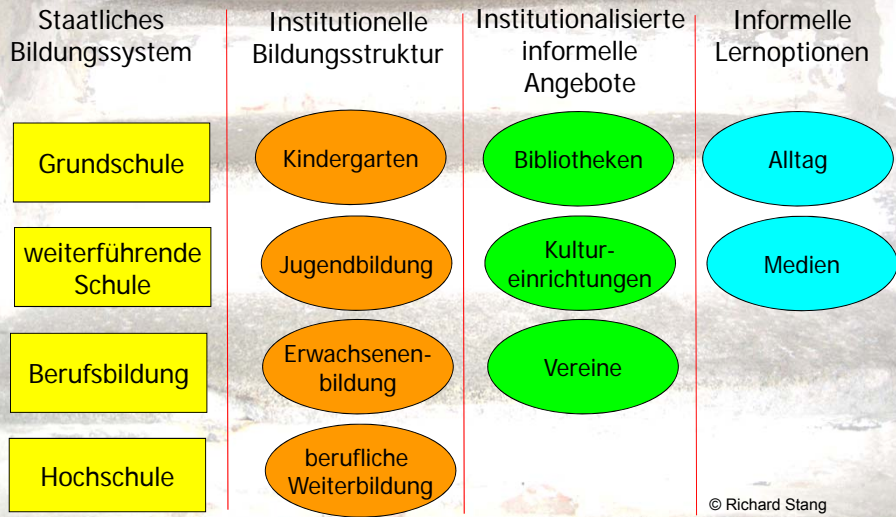 Staatliches
Bildungssystem
Institutionelle
Bildungsstruktur
Institutionalisierte
informelle
Angebote
Informelle
Lernoptionen
Grundschule
Kindergarten
Bibliotheken
Alltag
weiterführende
Schule
Jugendbildung
Kultur-
einrichtungen
Medien
Berufsbildung
Erwachsenen-
bildung
Vereine
Hochschule
berufliche
Weiterbildung
© Richard Stang